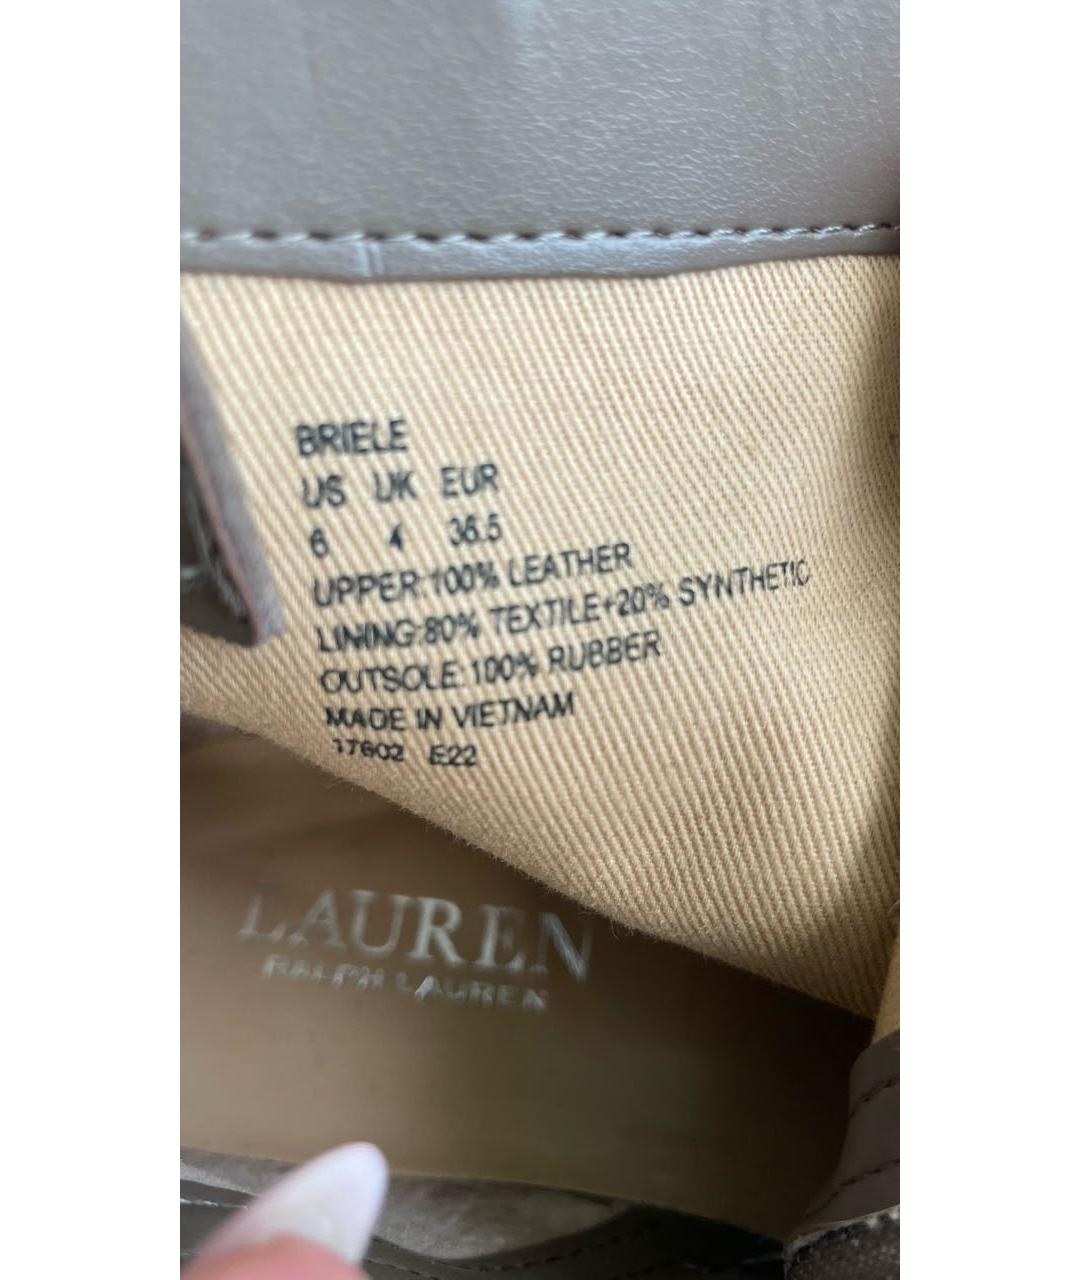 BRIELE
US UK EUR
6 4 36.5
UPPER:100% LEATHER
LINING:80% TEXTILE+20% SYNTHETIC
OUTSOLE:100% RUBBER
MADE IN VIETNAM
17602 E22
LAUREN
RALPH LAUREN